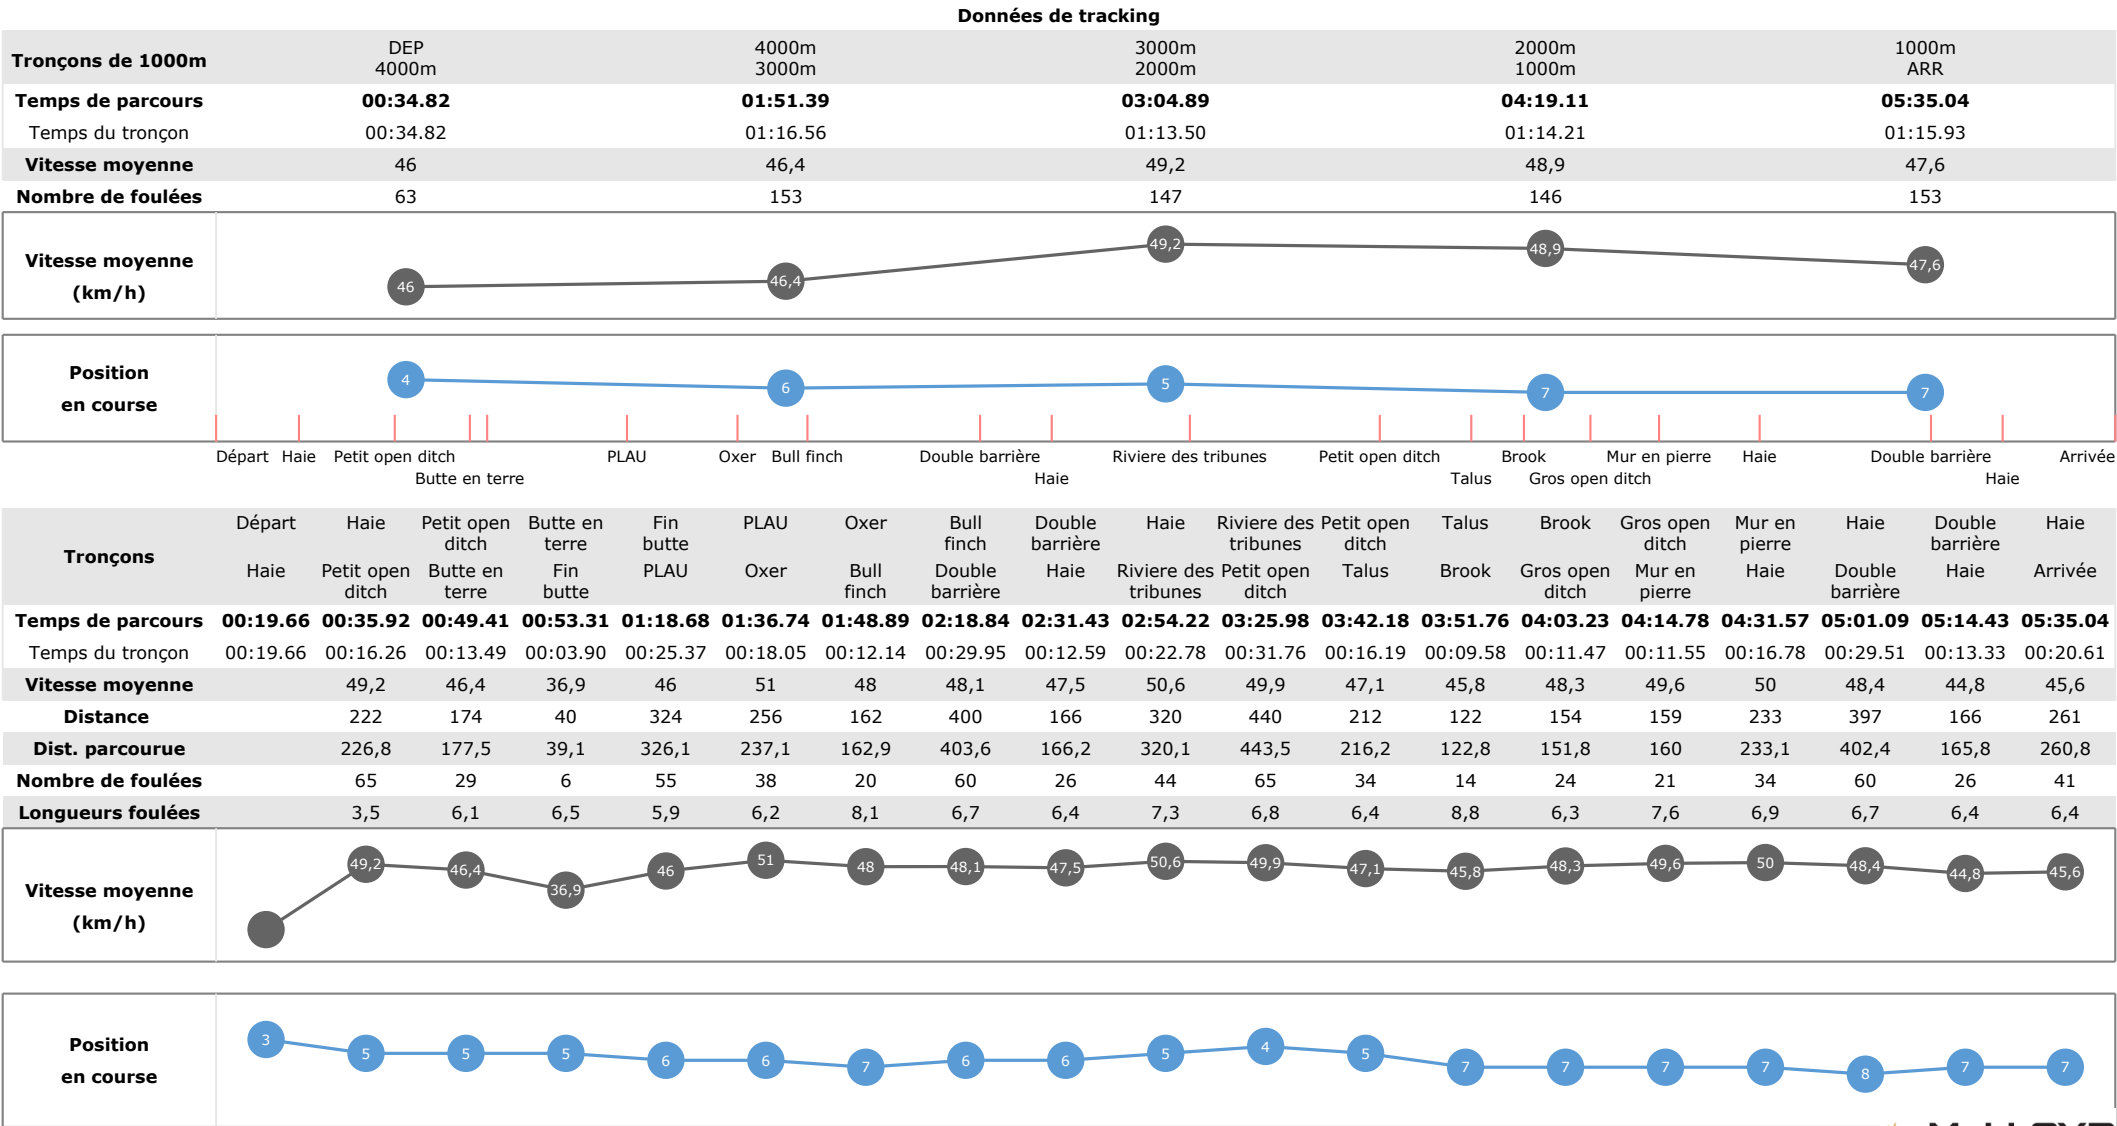 Données de tracking
Tronçons de 1000m DEP 4000m 3000m 2000m 1000m
4000m 3000m 2000m 1000m ARR
Temps de parcours 00:34.82 01:51.39 03:04.89 04:19.11 05:35.04
Temps du tronçon 00:34.82 01:16.56 01:13.50 01:14.21 01:15.93
Vitesse moyenne 46 46,4 49,2 48,9 47,6
Nombre de foulées 63 153 147 146 153
Vitesse moyenne
(km/h)
46 46,4 49,2 48,9 47,6
Position
en course
4 6 5 7 7
Départ Haie Petit open ditch PLAU Oxer Bull finch Double barrière Riviere des tribunes Petit open ditch Brook Mur en pierre Haie Double barrière Arrivée
Butte en terre Haie Talus Gros open ditch Haie
Tronçons
Départ Haie Petit open Butte en Fin PLAU Oxer Bull Double Haie Riviere des Petit open Talus Brook Gros open Mur en Haie Double Haie
ditch terre butte finch barrière tribunes ditch ditch pierre barrière
Haie Petit open Butte en Fin PLAU Oxer Bull Double Haie Riviere des Petit open Talus Brook Gros open Mur en Haie Double Haie Arrivée
ditch terre butte finch barrière tribunes ditch ditch pierre barrière
Temps de parcours 00:19.66 00:35.92 00:49.41 00:53.31 01:18.68 01:36.74 01:48.89 02:18.84 02:31.43 02:54.22 03:25.98 03:42.18 03:51.76 04:03.23 04:14.78 04:31.57 05:01.09 05:14.43 05:35.04
Temps du tronçon 00:19.66 00:16.26 00:13.49 00:03.90 00:25.37 00:18.05 00:12.14 00:29.95 00:12.59 00:22.78 00:31.76 00:16.19 00:09.58 00:11.47 00:11.55 00:16.78 00:29.51 00:13.33 00:20.61
Vitesse moyenne 49,2 46,4 36,9 46 51 48 48,1 47,5 50,6 49,9 47,1 45,8 48,3 49,6 50 48,4 44,8 45,6
Distance 222 174 40 324 256 162 400 166 320 440 212 122 154 159 233 397 166 261
Dist. parcourue 226,8 177,5 39,1 326,1 237,1 162,9 403,6 166,2 320,1 443,5 216,2 122,8 151,8 160 233,1 402,4 165,8 260,8
Nombre de foulées 65 29 6 55 38 20 60 26 44 65 34 14 24 21 34 60 26 41
Longueurs foulées 3,5 6,1 6,5 5,9 6,2 8,1 6,7 6,4 7,3 6,8 6,4 8,8 6,3 7,6 6,9 6,7 6,4 6,4
Vitesse moyenne
(km/h)
49,2 46,4 36,9 46 51 48 48,1 47,5 50,6 49,9 47,1 45,8 48,3 49,6 50 48,4 44,8 45,6
Position
en course
3 5 5 5 6 6 7 6 6 5 4 5 7 7 7 7 8 7 7